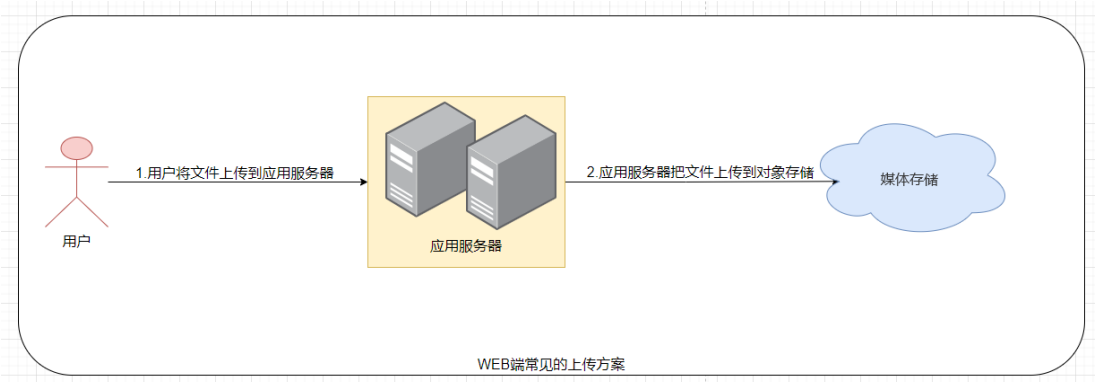 1.用户将文件上传到应用服务器
2.应用服务器把文件上传到对象存储
媒体存储
用户
应用服务器
WEB端常见的上传方案